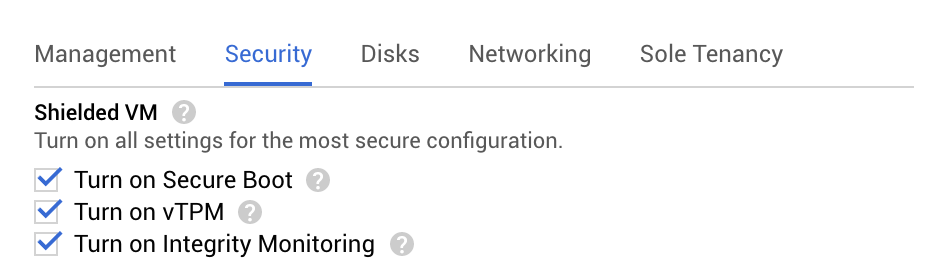 Management Security Disks Networking Sole Tenancy
Shielded VM ?
Turn on all settings for the most secure configuration.
Turn on Secure Boot ?
Turn on vTPM ?
Turn on Integrity Monitoring ?